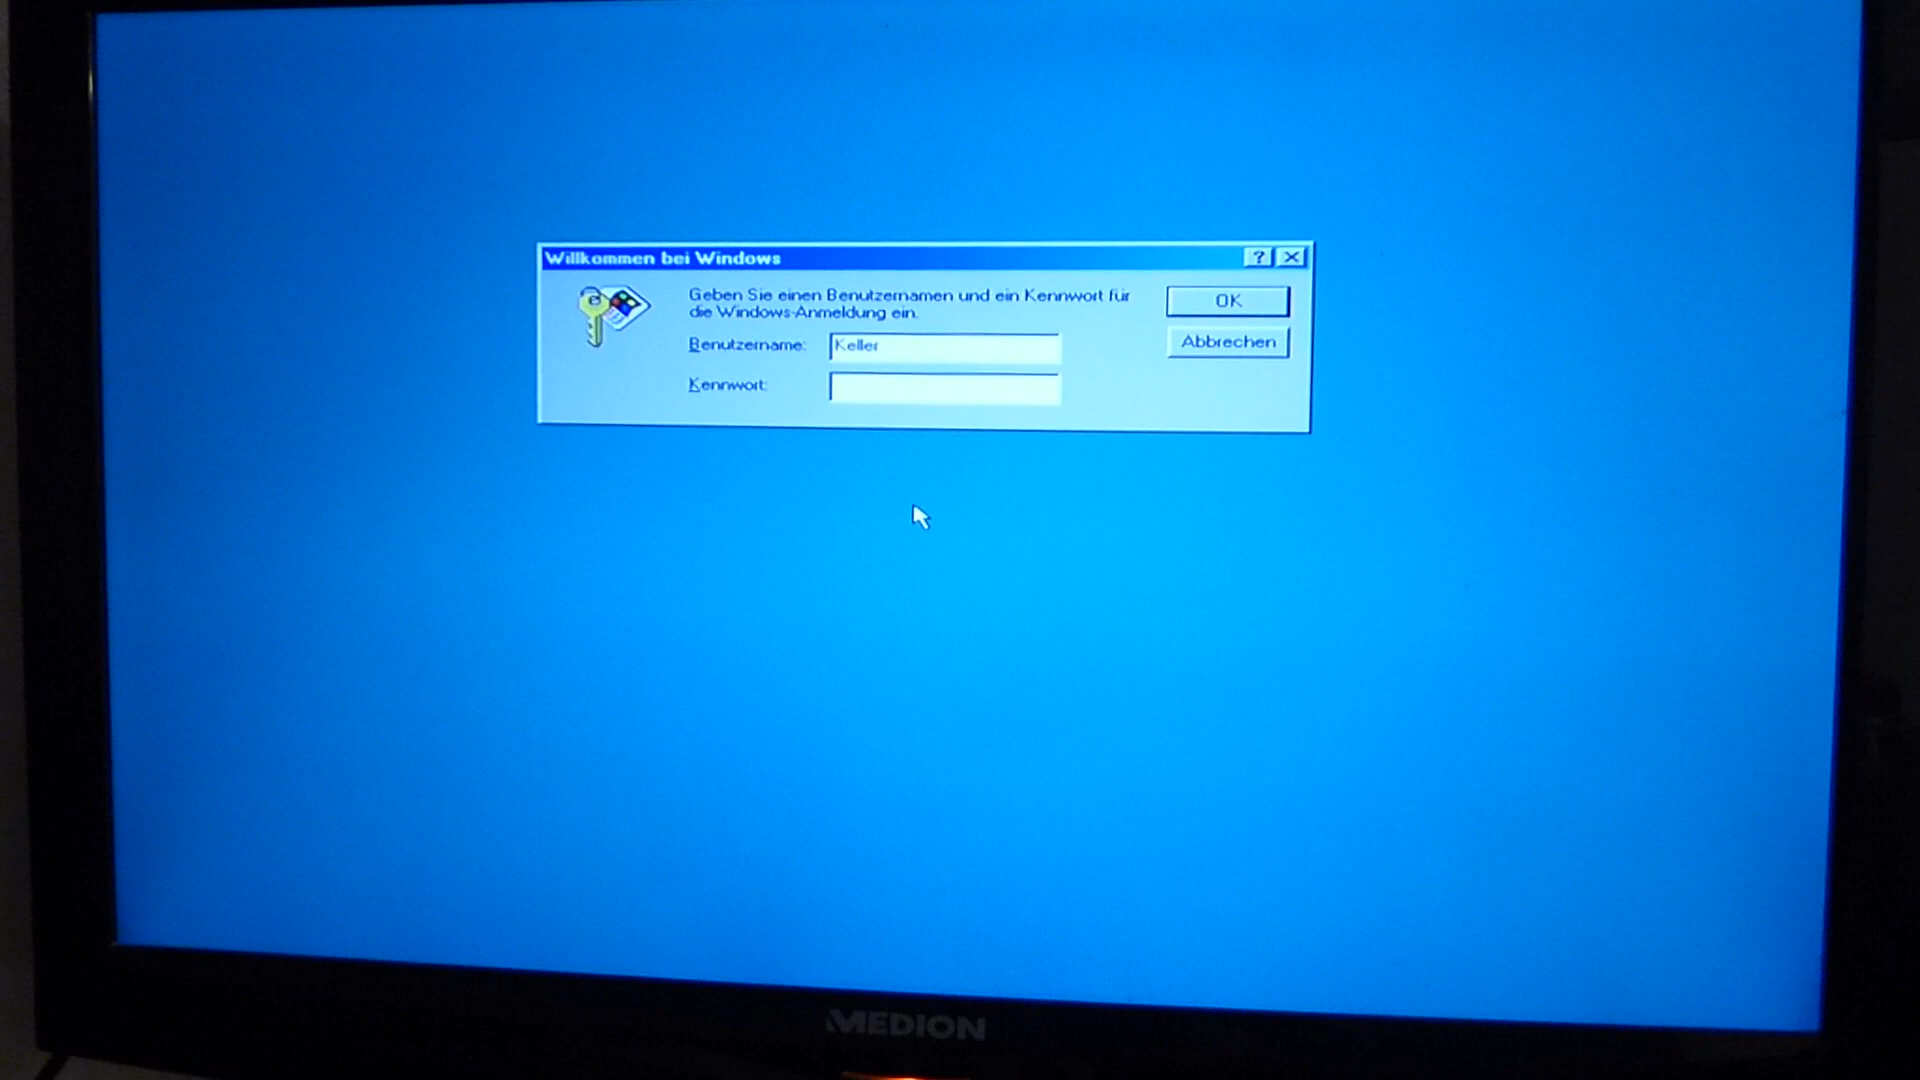 Willkommen bei Windows
Geben Sie einen Benutzernamen und ein Kennwort für
die Windows-Anmeldung ein.
OK
Benutzername: Keller
Abbrechen
Kennwort:
MEDION